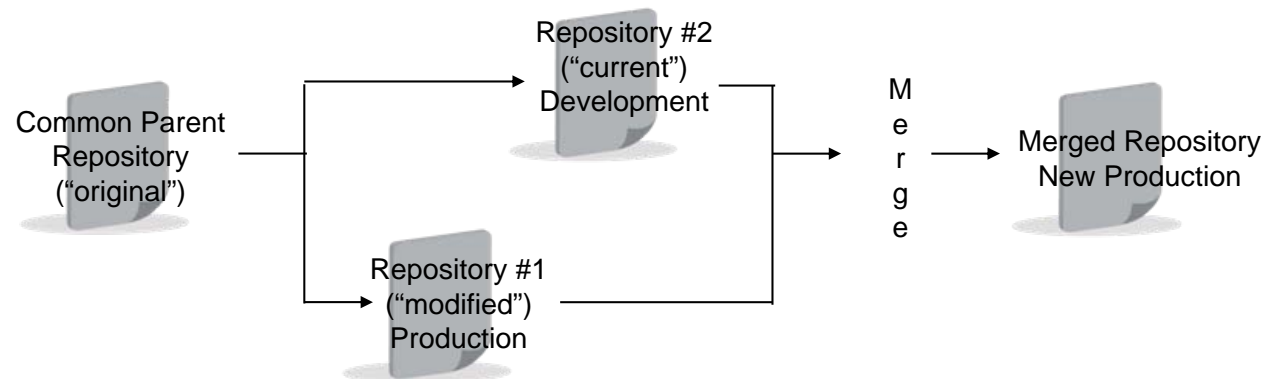 Common Parent
Repository
(“original”)
Repository #2
(“current”)
Development
Repository #1
(“modified”)
Production
M
e
r
g
e
Merged Repository
New Production